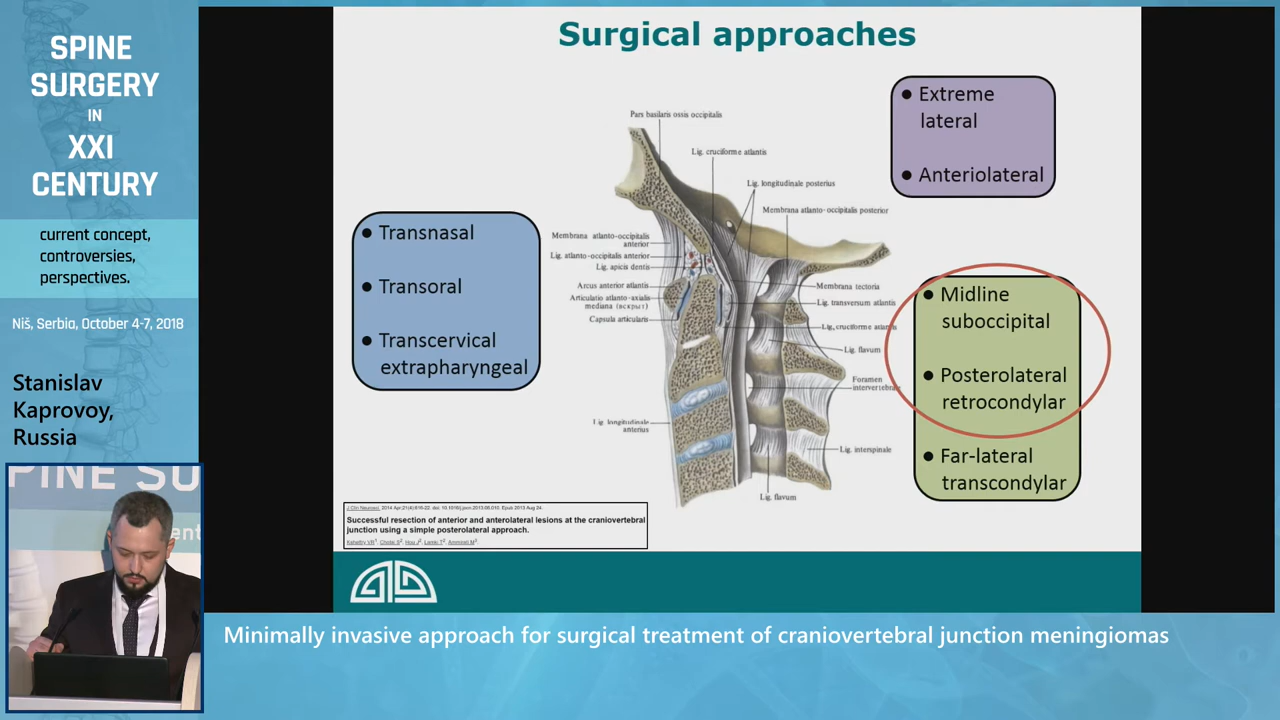 SPINE
SURGERY
IN
XXI
CENTURY
current concept,
controversies,
perspectives.
Niš, Serbia, October 4-7, 2018
Stanislav
Kaprovoy,
Russia
PINE SU
Surgical approaches
● Transnasal
● Transoral
● Transcervical
extrapharyngeal
Pars basilaris ossis occipitalis
Lig. cruciforme atlantis
Lig. longitudinale posterius
Membrana atlanto-occipitalis posterior
Membrana atlanto-occipitalis
anterior
Lig. atlanto-occipitalis anterior
Lig. apicis dentis
Arcus anterior atlantis
Articulatio atlanto-axialis
mediana
Capsula articularis
Lig. longitudinale
anterius
Membrana tectoria
Lig. transversum atlantis
Lig. cruciforme atlantis
Lig. flavum
Foramen
intervertebrale
Lig. interspinale
Lig. flavum
● Extreme
lateral
● Anteriolateral
● Midline
suboccipital
● Posterolateral
retrocondylar
● Far-lateral
transcondylar
Successful resection of anterior and anterolateral lesions at the craniovertebral
junction using a simple posterolateral approach.
Minimally invasive approach for surgical treatment of craniovertebral junction meningiomas